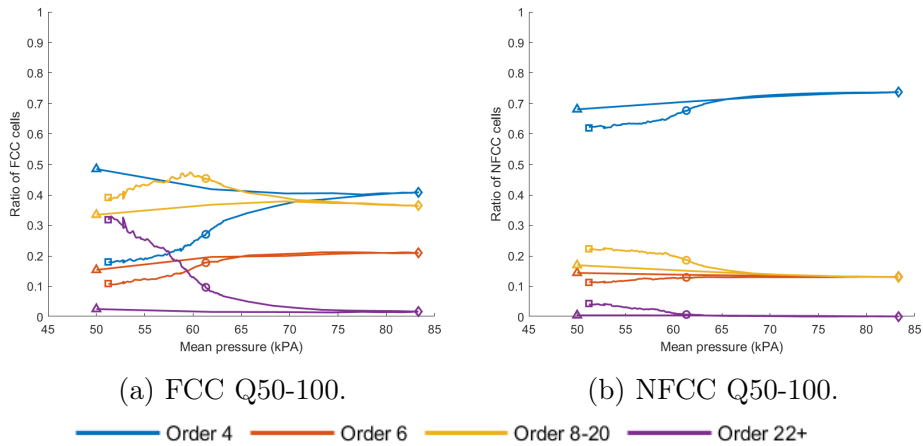 1
0.9
0.8
0.7
0.6
0.5
0.4
0.3
0.2
0.1
0
45 50 55 60 65 70 75 80 85
Ratio of FCC cells
Mean pressure (kPA)
(a) FCC Q50-100.
1
0.9
0.8
0.7
0.6
0.5
0.4
0.3
0.2
0.1
0
45 50 55 60 65 70 75 80 85
Ratio of NFCC cells
Mean pressure (kPA)
(b) NFCC Q50-100.
Order 4 Order 6 Order 8-20 Order 22+